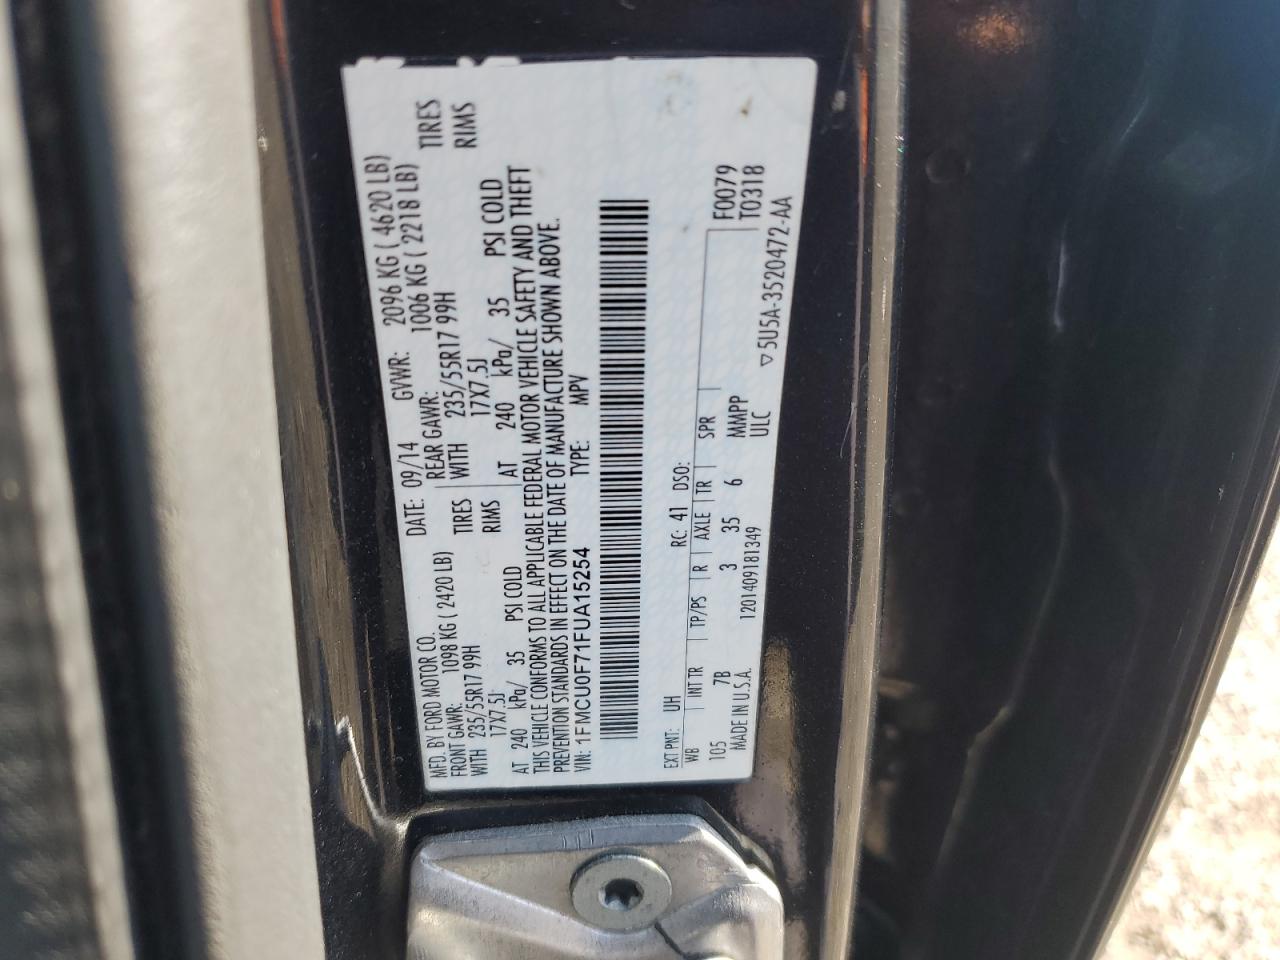 MFD. BY FORD MOTOR CO.
DATE: 09/14 GVWR: 2096 KG ( 4620 LB)
FRONT GAWR: 1098 KG ( 2420 LB) REAR GAWR: 1006 KG ( 2218 LB)
WITH 235/55R17 99H TIRES WITH 235/55R17 99H TIRES
17X7.5J RIMS 17X7.5J RIMS
AT 240 kPa/ 35 PSI COLD AT 240 kPa/ 35 PSI COLD
THIS VEHICLE CONFORMS TO ALL APPLICABLE FEDERAL MOTOR VEHICLE SAFETY AND THEFT
PREVENTION STANDARDS IN EFFECT ON THE DATE OF MANUFACTURE SHOWN ABOVE.
VIN: 1FMCU0F71FUA15254 TYPE: MPV
EXT PNT: UH RC: 41 DSO:
WB INT TR TP/PS R AXLE TR SPR F0079
105 7B 3 35 6 MMPP T0318
MADE IN U.S.A. 1201409181349 ULC
▽5U5A-3520472-AA